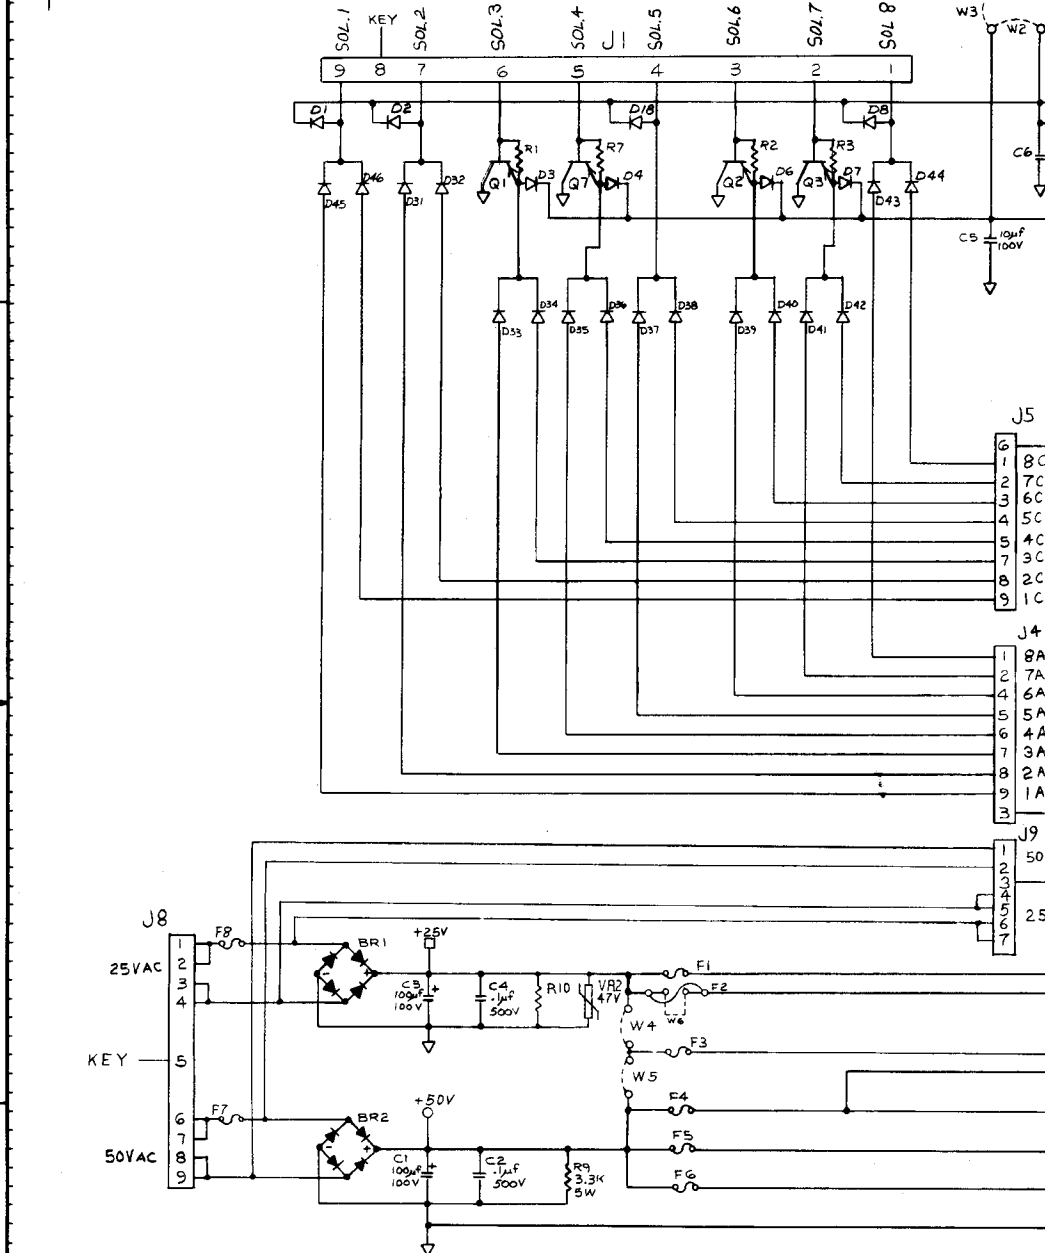 SOL.1
KEY
SOL.2
SOL.3
SOL.4
J1
SOL.5
SOL.6
SOL.7
SOL 8
W3
W2
9 8 7 6 5 4 3 2 1
D1
D2
D18
D8
R1
R7
R2
R3
C6
D46
D32
Q1
D3
Q7
D4
Q2
D6
Q3
D7
D44
D45
D31
D43
C5
10µf
100V
D34
D36
D38
D40
D42
D33
D35
D37
D39
D41
J5
6
1 8C
2 7C
3 6C
4 5C
5 4C
7 3C
8 2C
9 1C
J4
1 8A
2 7A
4 6A
5 5A
6 4A
7 3A
8 2A
9 1A
3
J9
1
50
2
3
4
5
25
6
7
J8
1
2
3
4
5
6
7
8
9
25VAC
KEY
50VAC
F8
BR1
- +
+25V
C3
100µf
100V
+
C4
.1µf
500V
R10
VR2
47V
F1
F2
W6
W4
F3
W5
F4
F5
F6
F7
BR2
- +
+50V
C1
100µf
100V
+
C2
.1µf
500V
R9
3.3K
5W